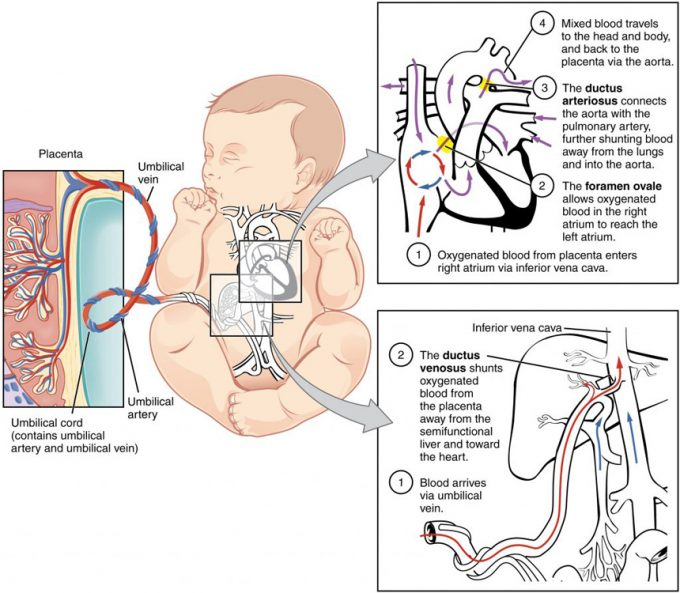 Placenta
Umbilical
vein
Umbilical
artery
Umbilical cord
(contains umbilical
artery and umbilical vein)
4 Mixed blood travels
to the head and body,
and back to the
placenta via the aorta.
3 The ductus
arteriosus connects
the aorta with the
pulmonary artery,
further shunting blood
away from the lungs
and into the aorta.
2 The foramen ovale
allows oxygenated
blood in the right
atrium to reach the
left atrium.
1 Oxygenated blood from placenta enters
right atrium via inferior vena cava.
Inferior vena cava
2 The ductus
venosus shunts
oxygenated
blood from
the placenta
away from the
semifunctional
liver and toward
the heart.
1 Blood arrives
via umbilical
vein.